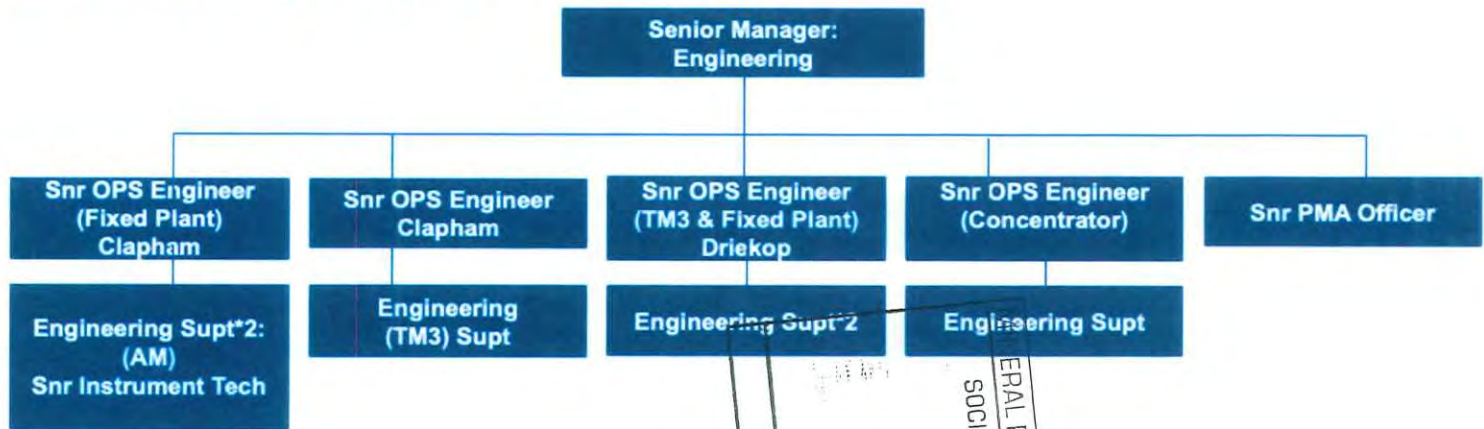 Senior Manager:
Engineering
Snr OPS Engineer
(Fixed Plant)
Clapham
Snr OPS Engineer
Clapham
Snr OPS Engineer
(TM3 & Fixed Plant)
Driekop
Snr OPS Engineer
(Concentrator)
Snr PMA Officer
Engineering Supt*2:
(AM)
Snr Instrument Tech
Engineering
(TM3) Supt
Engineering Supt*2
Engineering Supt